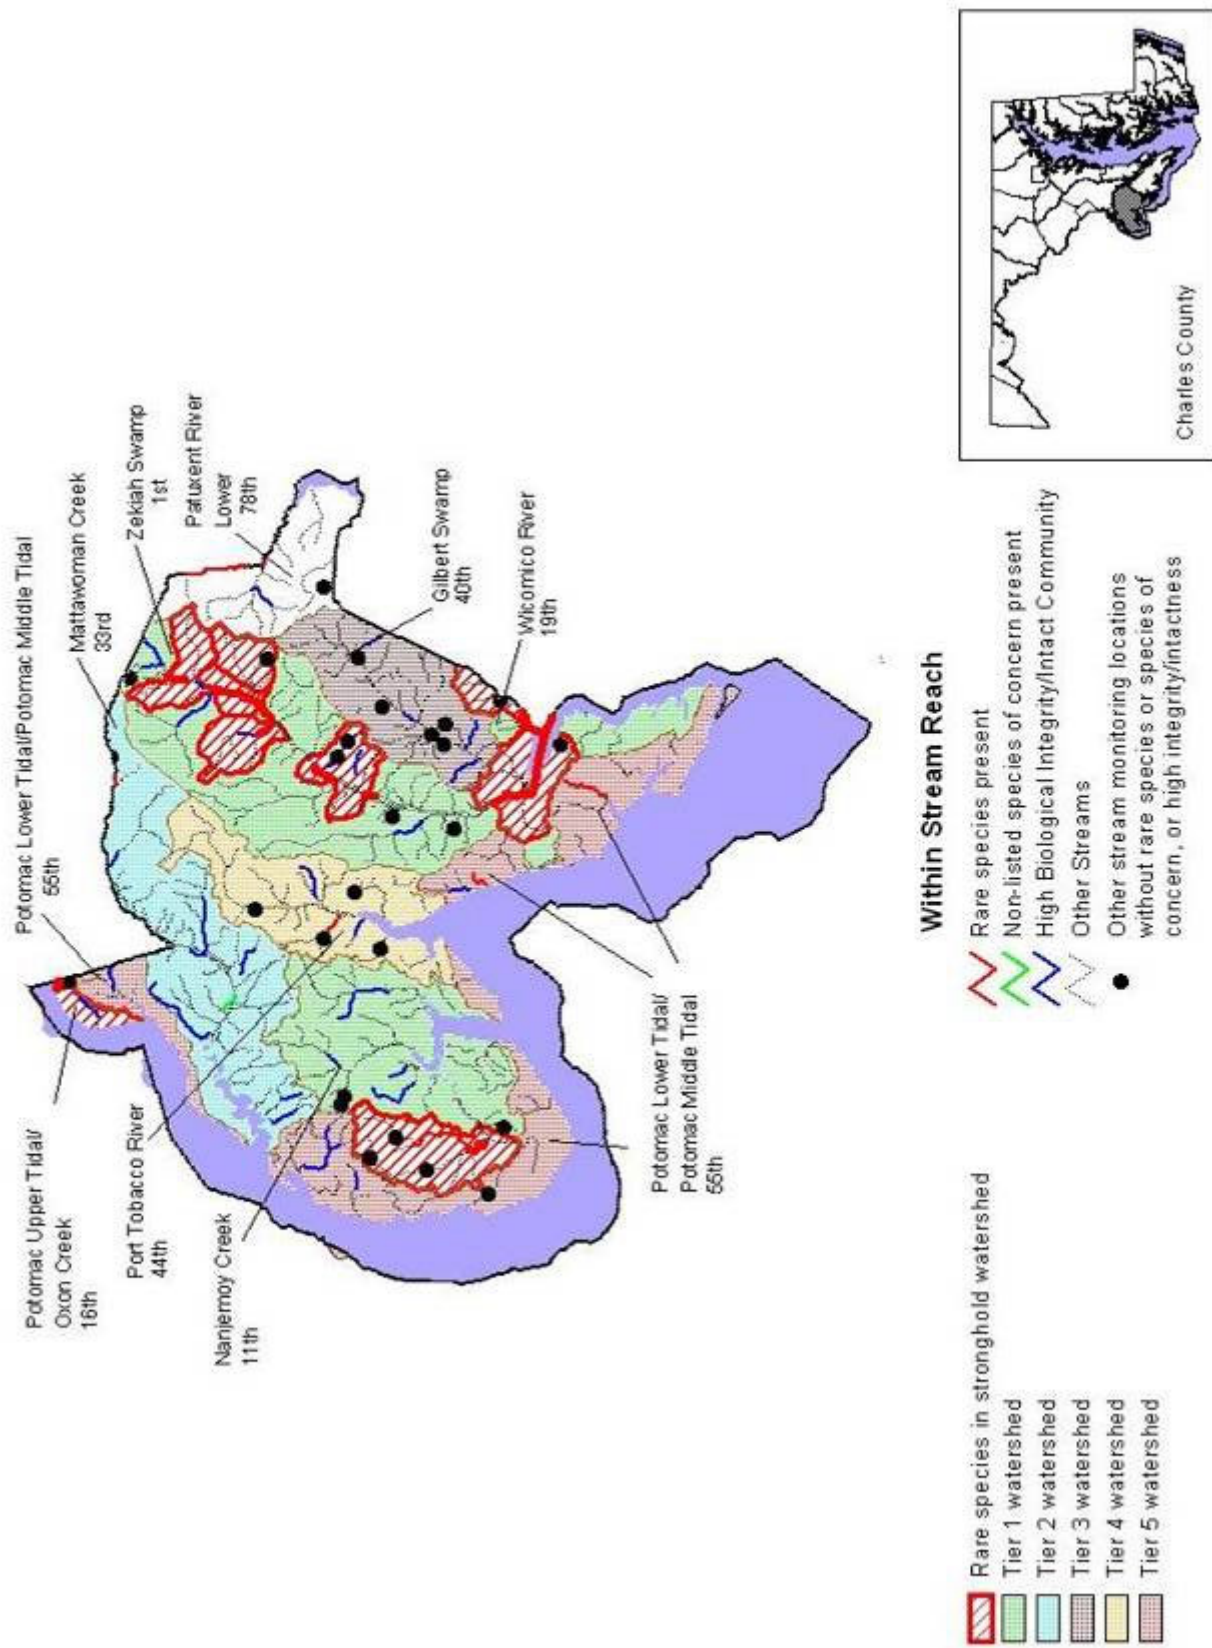 Potomac Upper Tidal/
Oxon Creek
16th
Potomac Lower Tidal/Potomac Middle Tidal
55th
Mattawoman Creek
33rd
Zekiah Swamp
1st
Patuxent River
Lower
78th
Gilbert Swamp
40th
Wicomico River
19th
Port Tobacco River
44th
Nanjemoy Creek
11th
Potomac Lower Tidal/
Potomac Middle Tidal
55th
Rare species in stronghold watershed
Tier 1 watershed
Tier 2 watershed
Tier 3 watershed
Tier 4 watershed
Tier 5 watershed
Within Stream Reach
Rare species present
Non-listed species of concern present
High Biological Integrity/Intact Community
Other Streams
Other stream monitoring locations
without rare species or species of
concern, or high integrity/intactness
Charles County